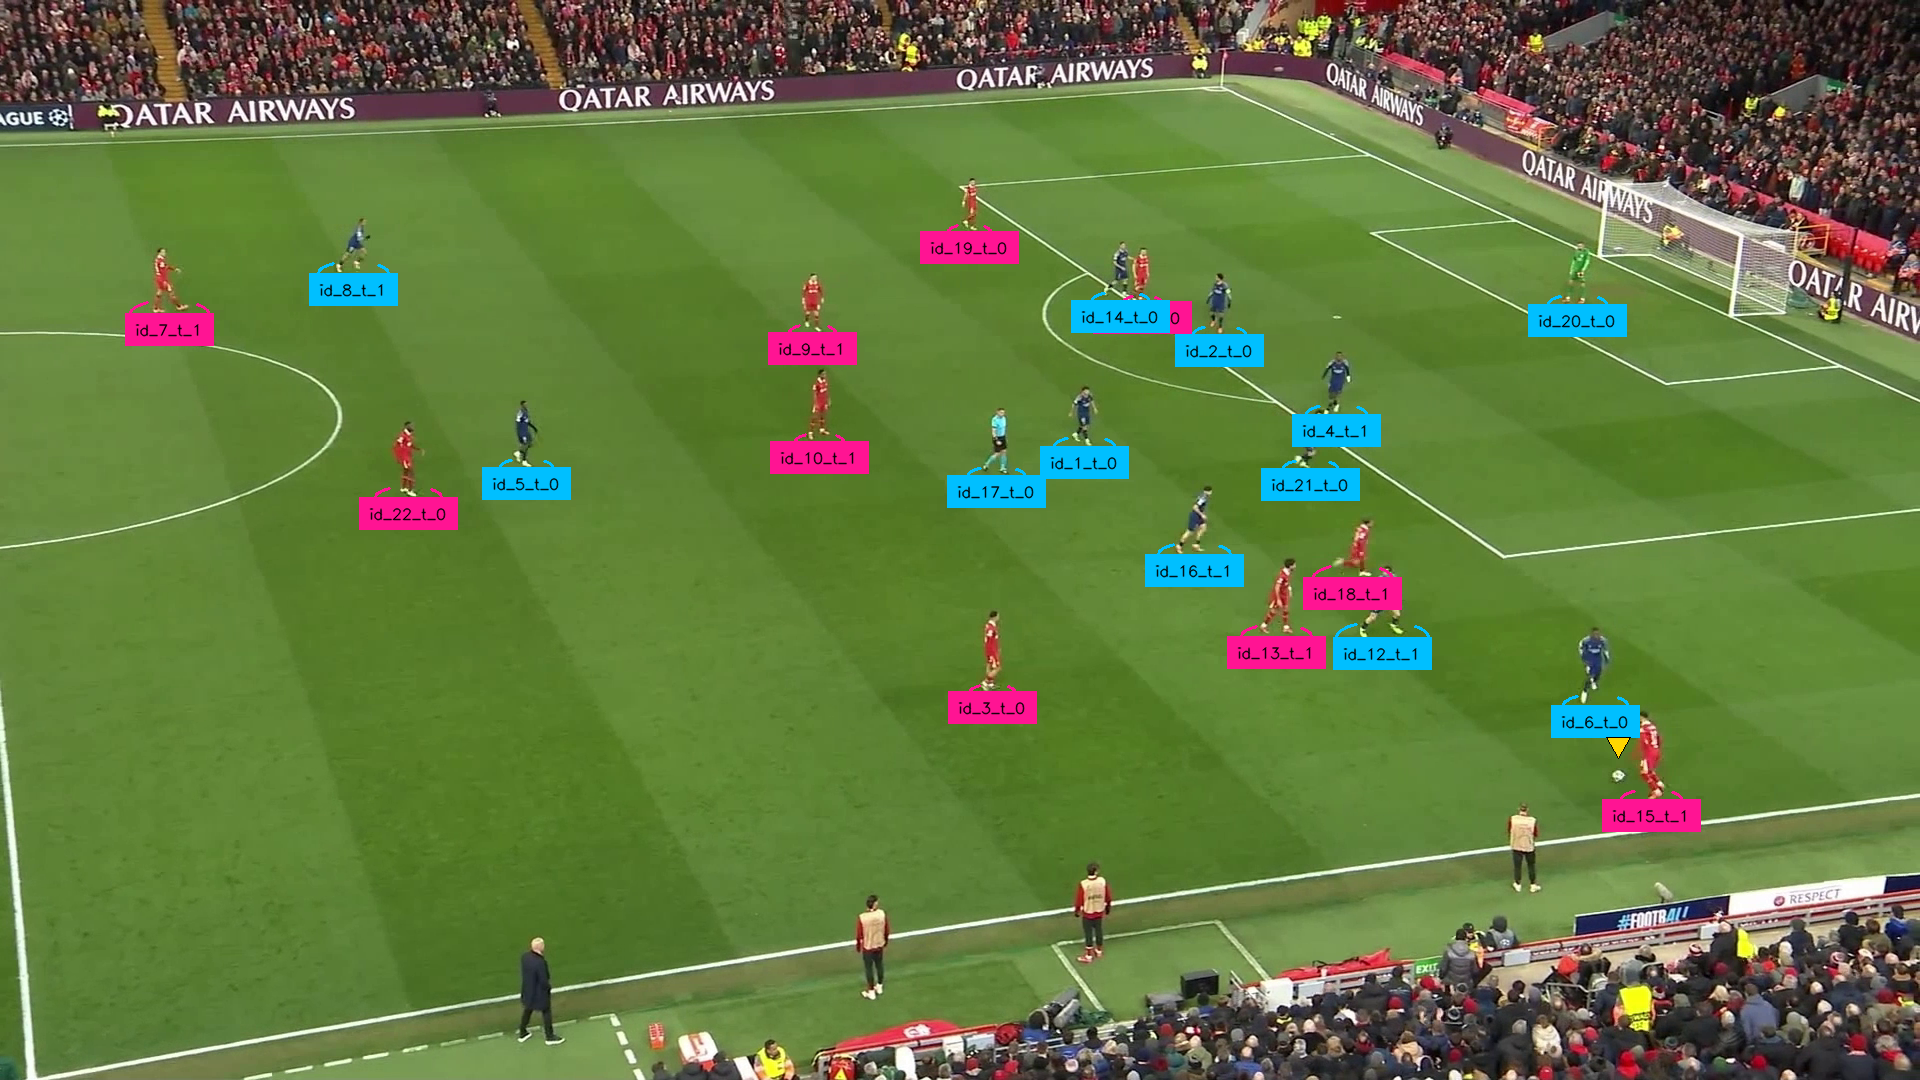 QATAR AIRWAYS
QATAR AIRWAYS
QATAR AIRWAYS
QATAR AIRWAYS
AGUE
QATAR AIRWAYS
QATAR AIRW
id_19_t_0
id_8_t_1
id_7_t_1
id_14_t_0
0
id_20_t_0
id_9_t_1
id_2_t_0
id_4_t_1
id_10_t_1
id_1_t_0
id_5_t_0
id_17_t_0
id_21_t_0
id_22_t_0
id_16_t_1
id_18_t_1
id_13_t_1
id_12_t_1
id_3_t_0
id_6_t_0
id_15_t_1
RESPECT
#FOOTBALL
EXIT